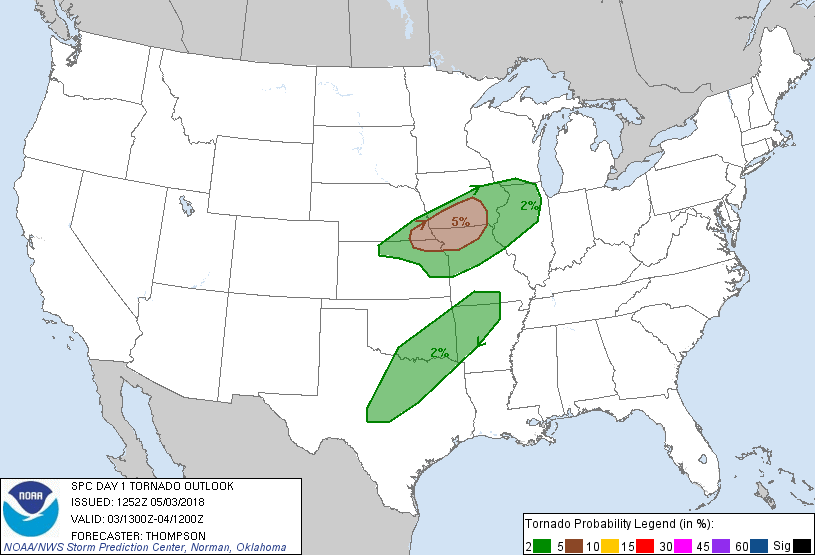 2%
5%
2%
NOAA
SPC DAY 1 TORNADO OUTLOOK
ISSUED: 1252Z 05/03/2018
VALID: 03/1300Z-04/1200Z
FORECASTER: THOMPSON
NOAA/NWS Storm Prediction Center, Norman, Oklahoma
Tornado Probability Legend (in %):
2 5 10 15 30 45 60 Sig